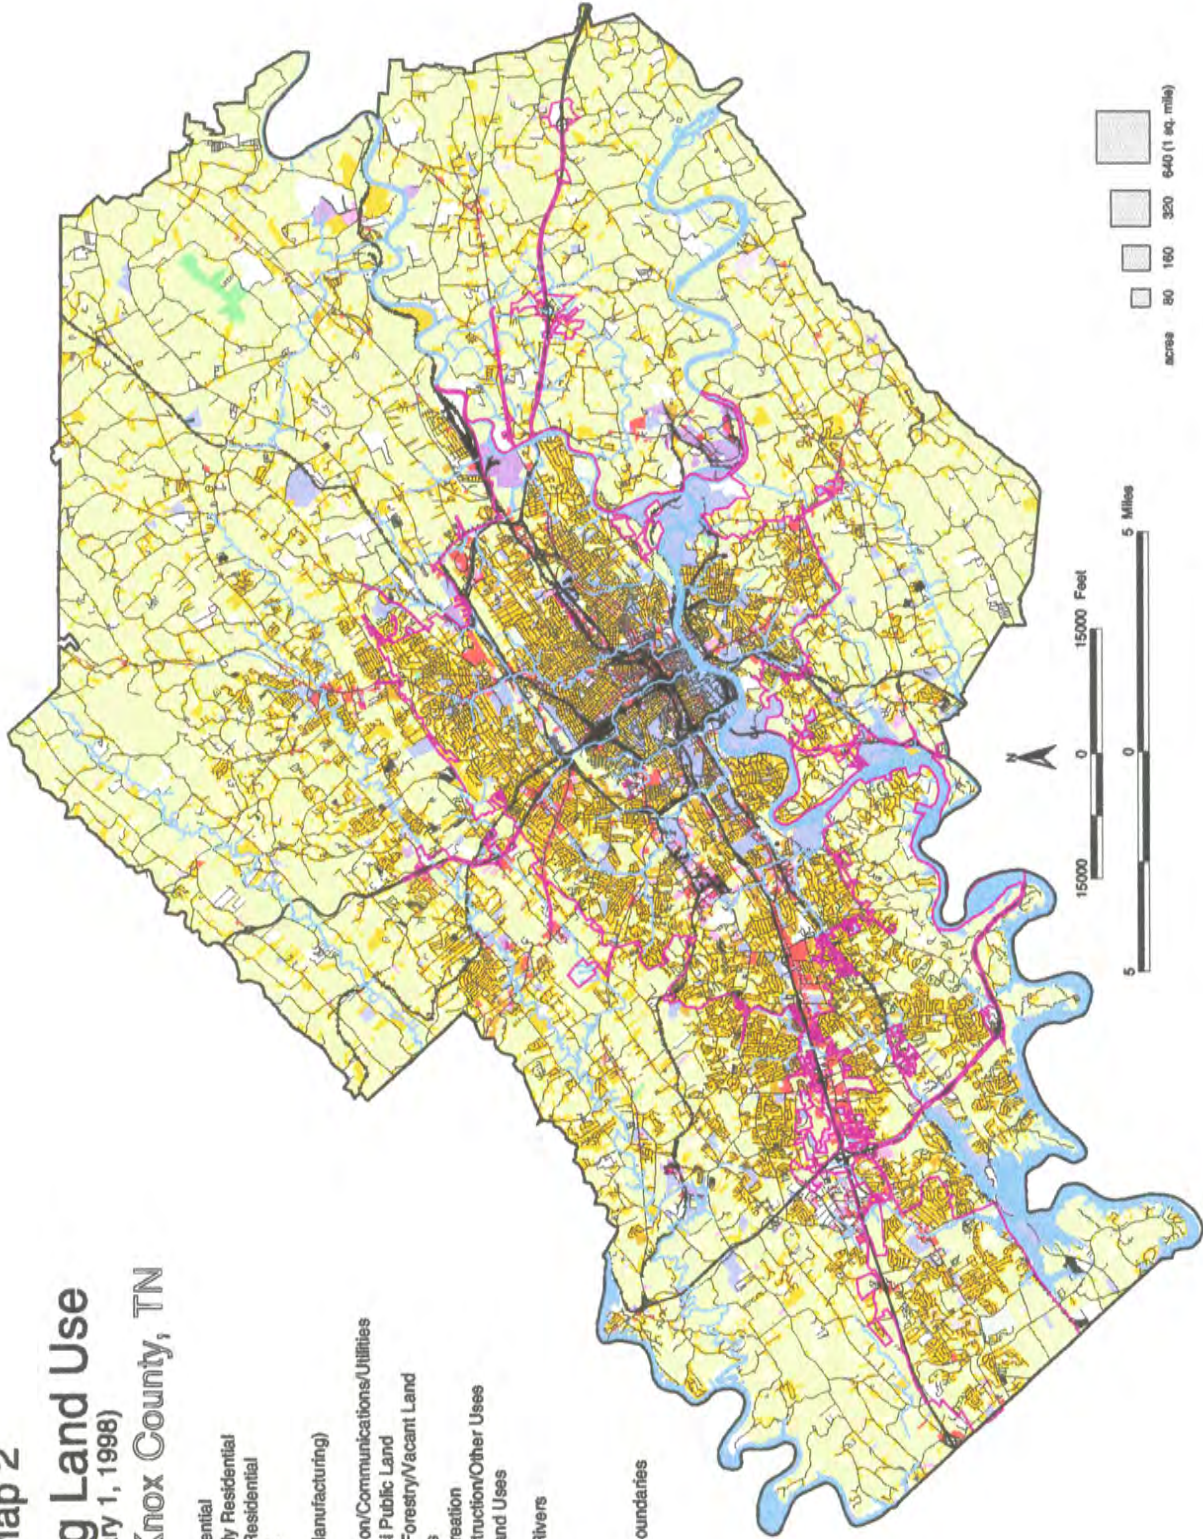 ap 2
g Land Use
ry 1, 1998)
Knox County, TN
ential
y Residential
Residential
anufacturing)
on/Communications/Utilities
Public Land
Forestry/Vacant Land
s
reation
truction/Other Uses
and Uses
Rivers
oundaries
N
15000 0 15000 Feet
5 0 5 Miles
acres 80 160 320 640 (1 sq. mile)